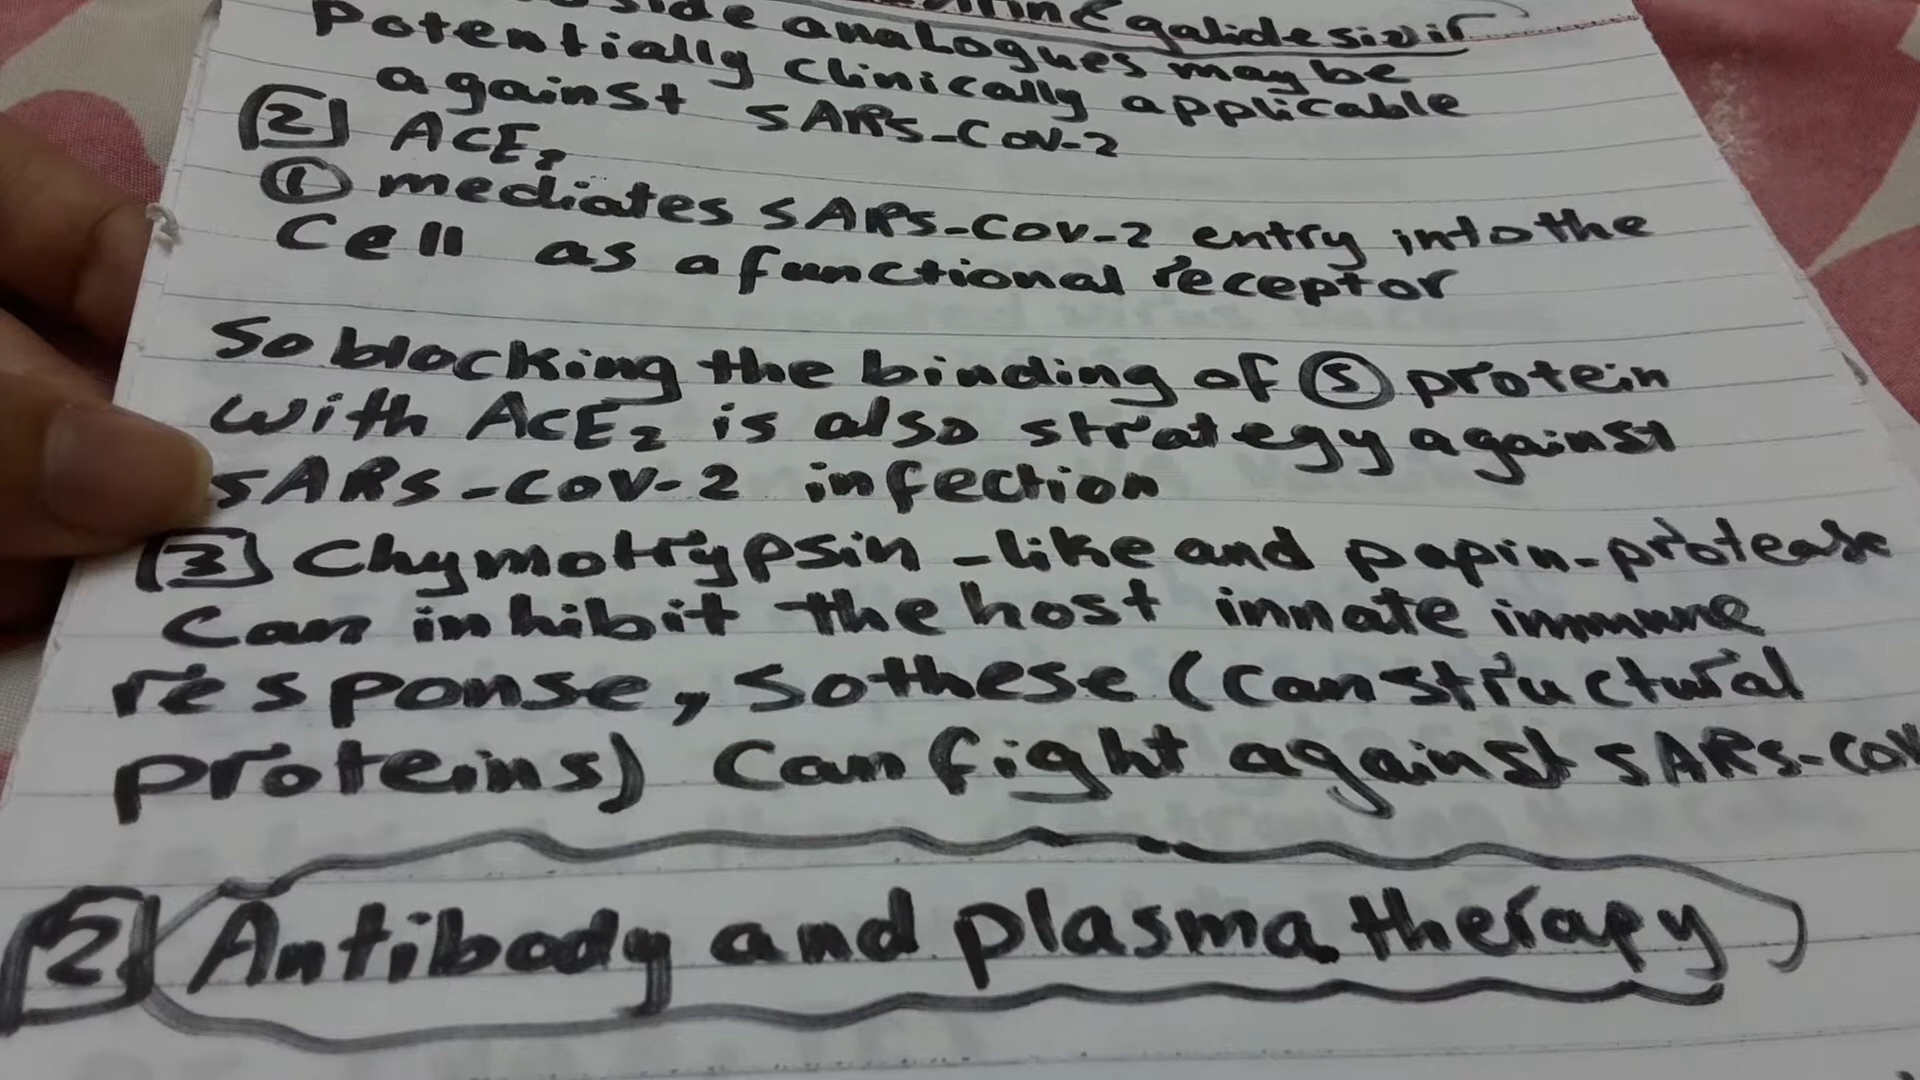 galidesivir
side analogues may be
Potentially clinically applicable
against SARS-CoV-2
[2] ACE2
① mediates SARS-CoV-2 entry into the
Cell as a functional receptor
So blocking the binding of Ⓢ protein
with ACE2 is also strategy against
SARS-COV-2 infection
[3] Chymotrypsin-like and papin-protease
Can inhibit the host innate immune
response, So these (canstructural
proteins) can fight against SARS-COV
[2] Antibody and plasma therapy